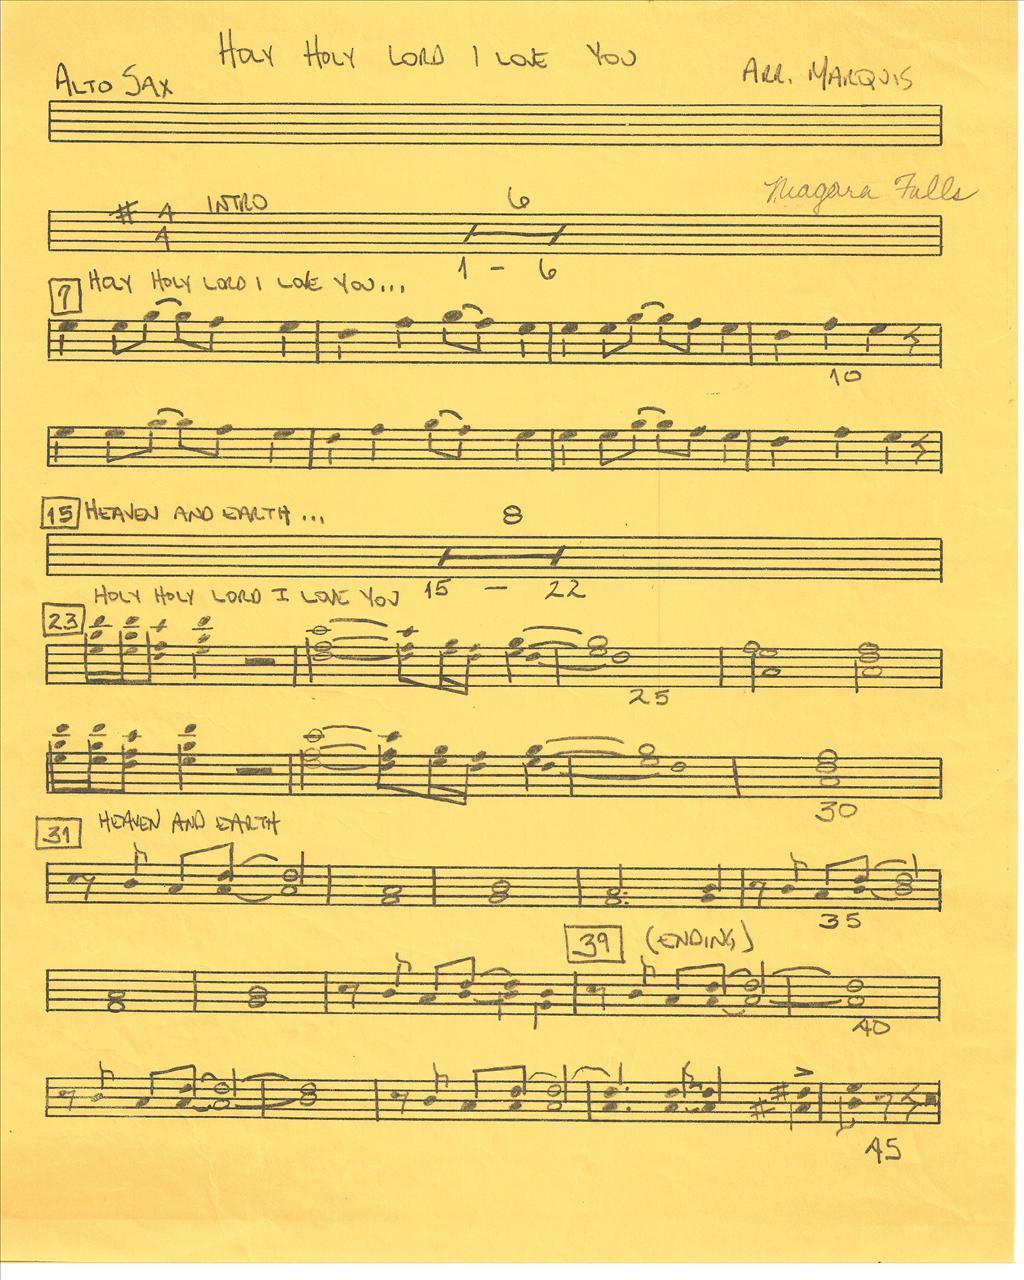 HOLY HOLY LORD I LOVE YOU
ALTO SAX
ARR. MARQUIS
Niagara Falls
4 INTRO 6
4
1 - 6
7 HOLY HOLY LORD I LOVE YOU...
10
15 HEAVEN AND EARTH ... 8
15 - 22
HOLY HOLY LORD I LOVE YOU
23
25
30
31 HEAVEN AND EARTH
35
39 (ENDING)
40
45